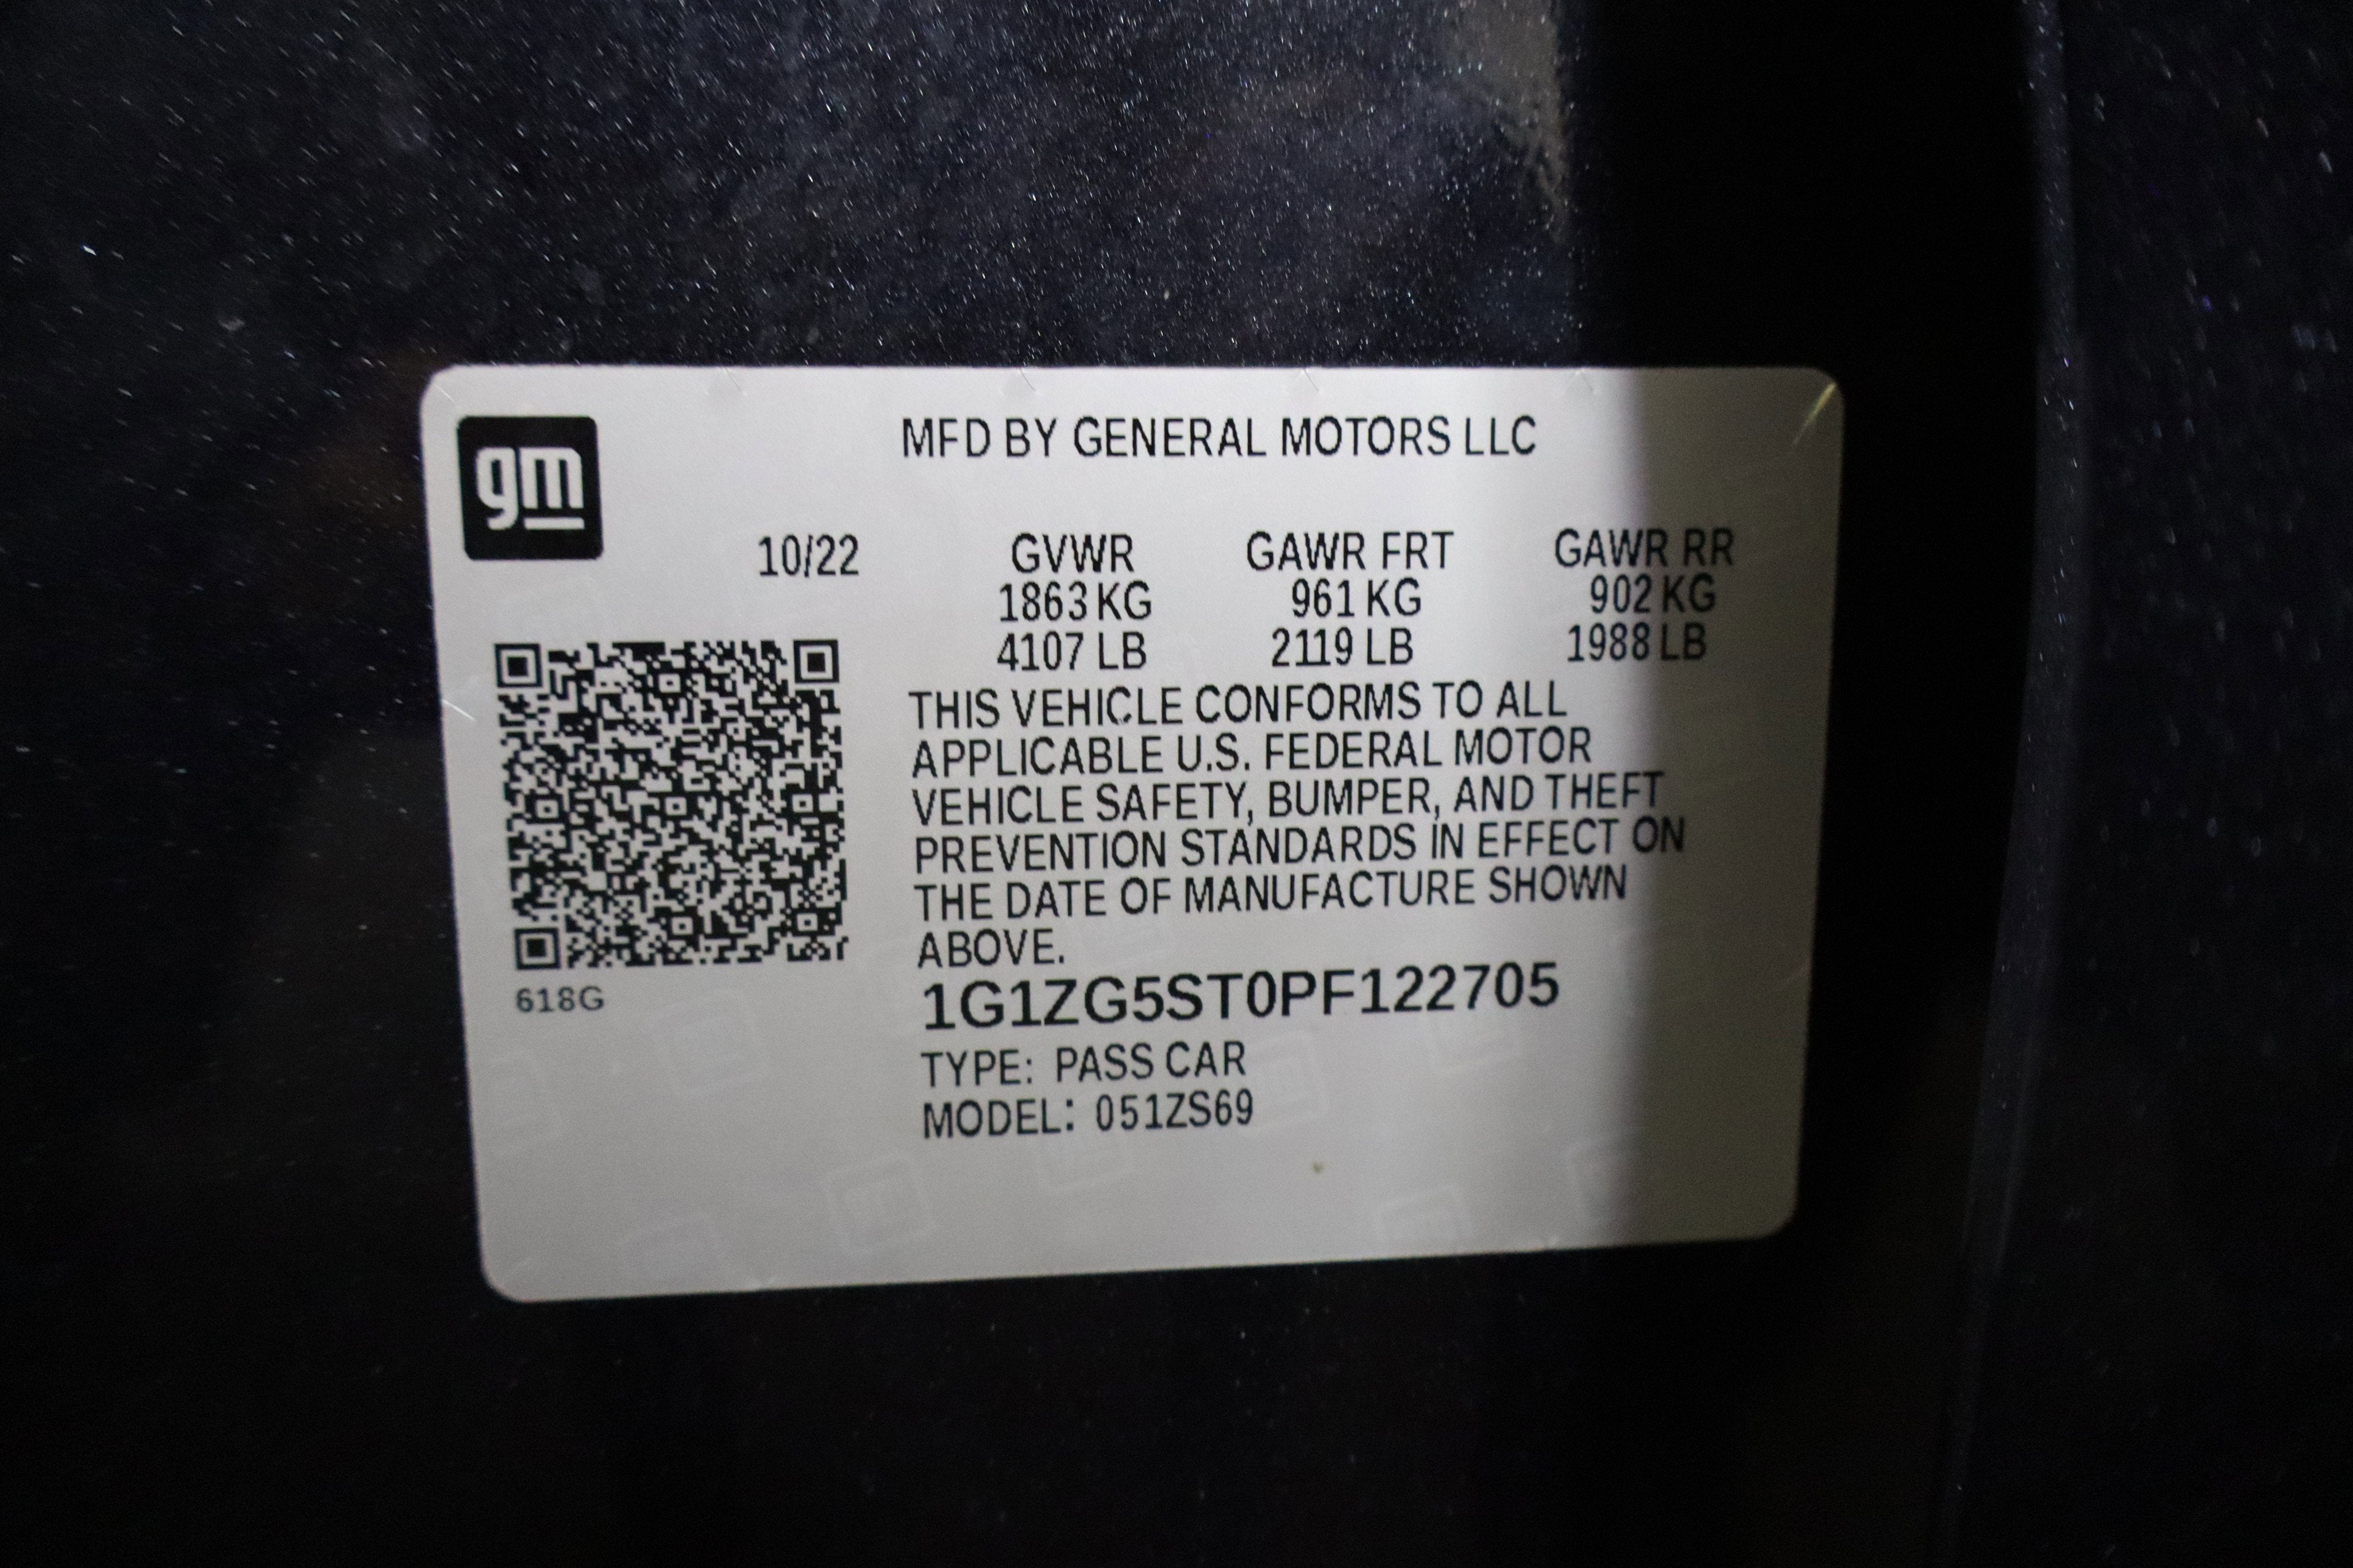 gm
MFD BY GENERAL MOTORS LLC
10/22 GVWR GAWR FRT GAWR RR
1863 KG 961 KG 902 KG
4107 LB 2119 LB 1988 LB
THIS VEHICLE CONFORMS TO ALL
APPLICABLE U.S. FEDERAL MOTOR
VEHICLE SAFETY, BUMPER, AND THEFT
PREVENTION STANDARDS IN EFFECT ON
THE DATE OF MANUFACTURE SHOWN
ABOVE.
618G
1G1ZG5ST0PF122705
TYPE: PASS CAR
MODEL: 051ZS69